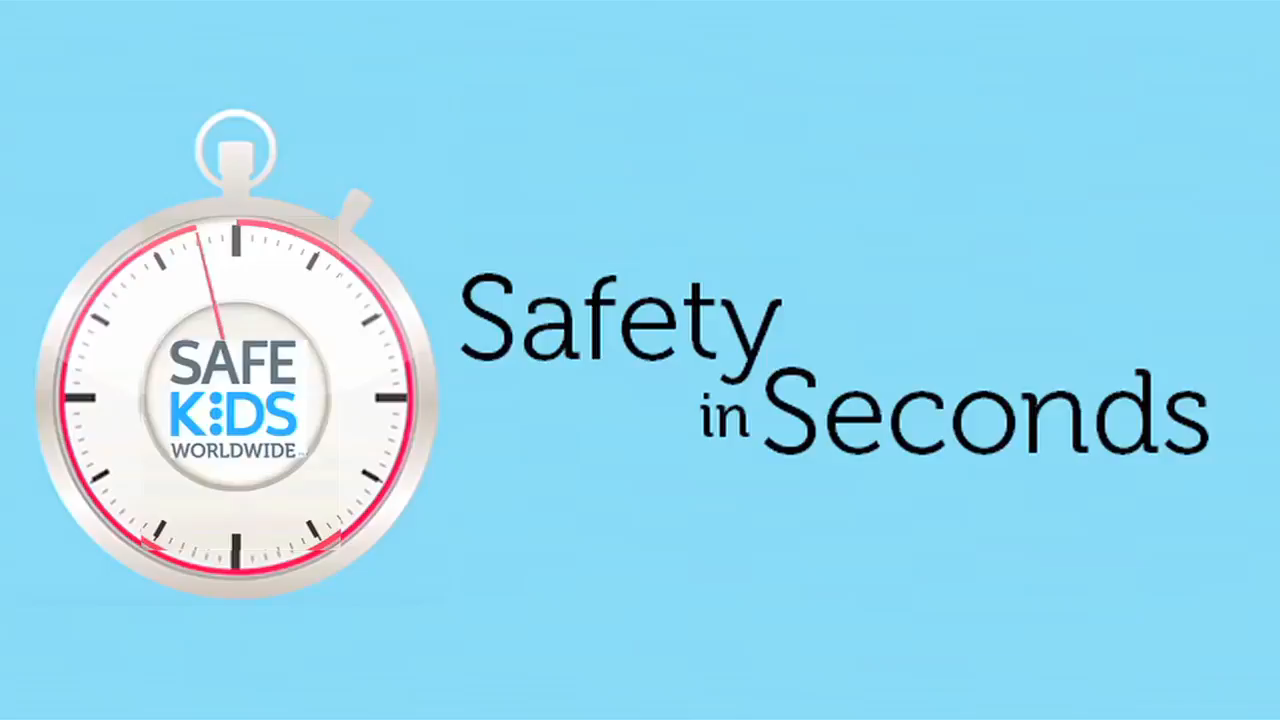 SAFE
KIDS
WORLDWIDE
Safety
in Seconds